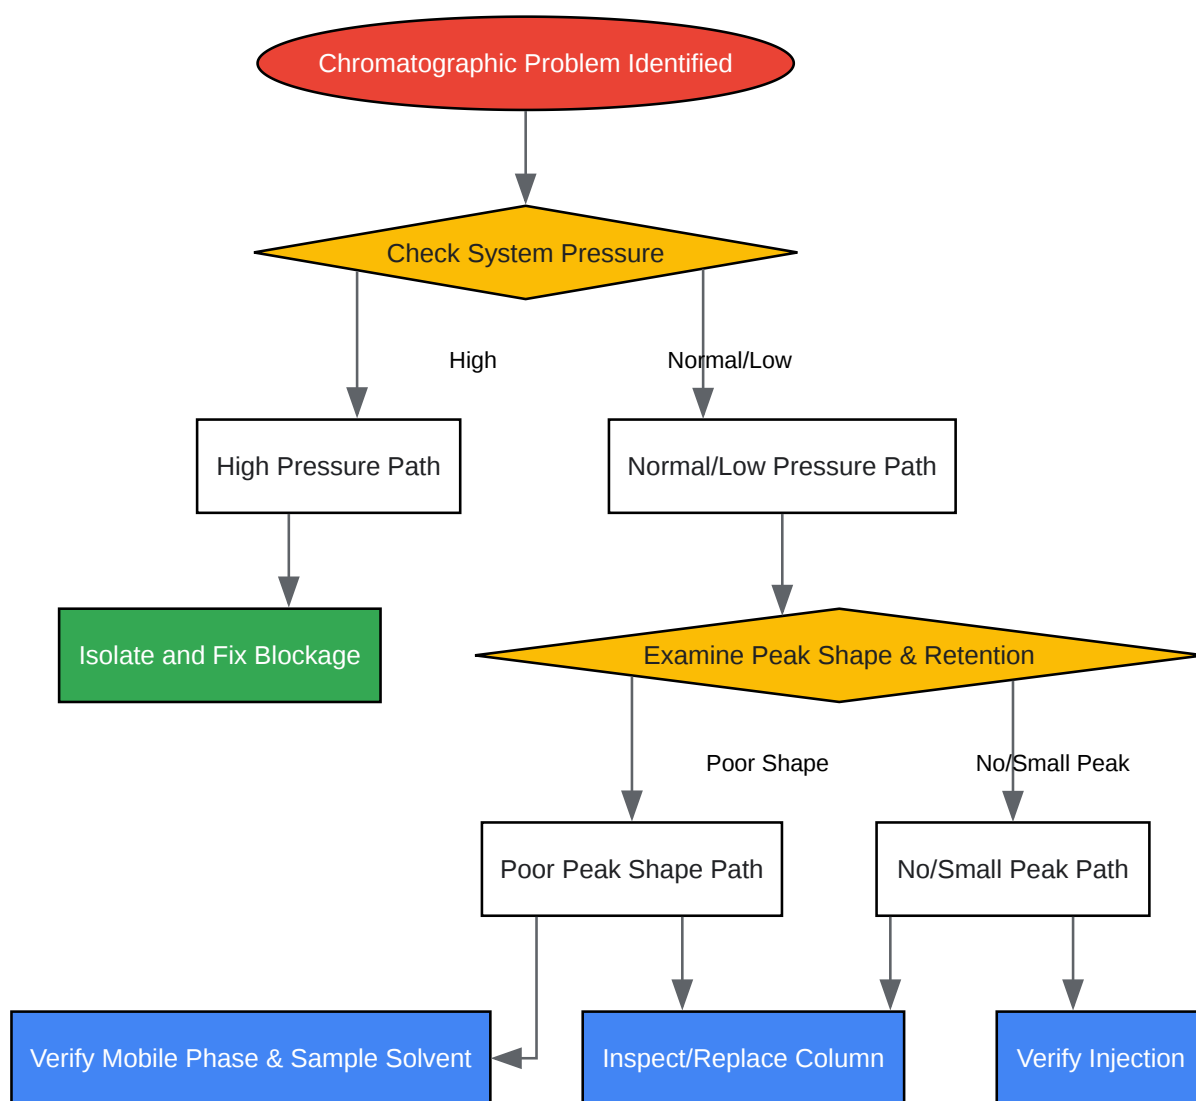 Chromatographic Problem Identified
Check System Pressure
High
Normal/Low
High Pressure Path
Normal/Low Pressure Path
Isolate and Fix Blockage
Examine Peak Shape & Retention
Poor Shape
No/Small Peak
Poor Peak Shape Path
No/Small Peak Path
Verify Mobile Phase & Sample Solvent
Inspect/Replace Column
Verify Injection